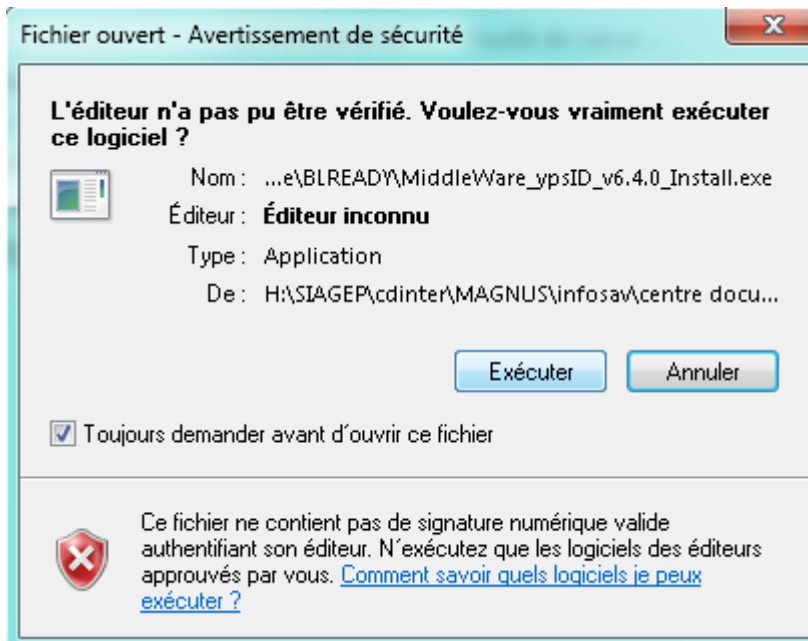 Fichier ouvert - Avertissement de sécurité
L'éditeur n'a pas pu être vérifié. Voulez-vous vraiment exécuter
ce logiciel ?
Nom : ...e\BLREADY\MiddleWare_ypsID_v6.4.0_Install.exe
Éditeur : Éditeur inconnu
Type : Application
De : H:\SIAGEP\cdinter\MAGNUS\infosav\centre docu...
Exécuter Annuler
Toujours demander avant d'ouvrir ce fichier
Ce fichier ne contient pas de signature numérique valide
authentifiant son éditeur. N'exécutez que les logiciels des éditeurs
approuvés par vous. Comment savoir quels logiciels je peux
exécuter ?